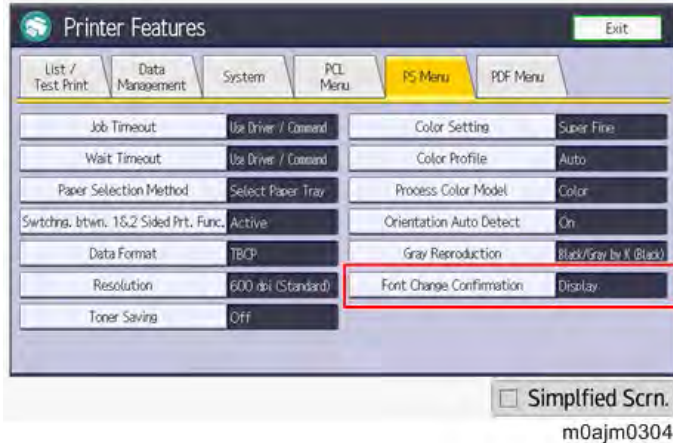 Printer Features
Exit
List /
Test Print
Data
Management
System
PCL
Menu
PS Menu
PDF Menu
Job Timeout
Use Driver / Command
Wait Timeout
Use Driver / Command
Paper Selection Method
Select Paper Tray
Swtchng. btwn. 1&2 Sided Prt. Func.
Active
Data Format
TBCP
Resolution
600 dpi (Standard)
Toner Saving
Off
Color Setting
Super Fine
Color Profile
Auto
Process Color Model
Color
Orientation Auto Detect
On
Gray Reproduction
Black/Gray by K (Black)
Font Change Confirmation
Display
Simplfied Scrn.
m0ajm0304